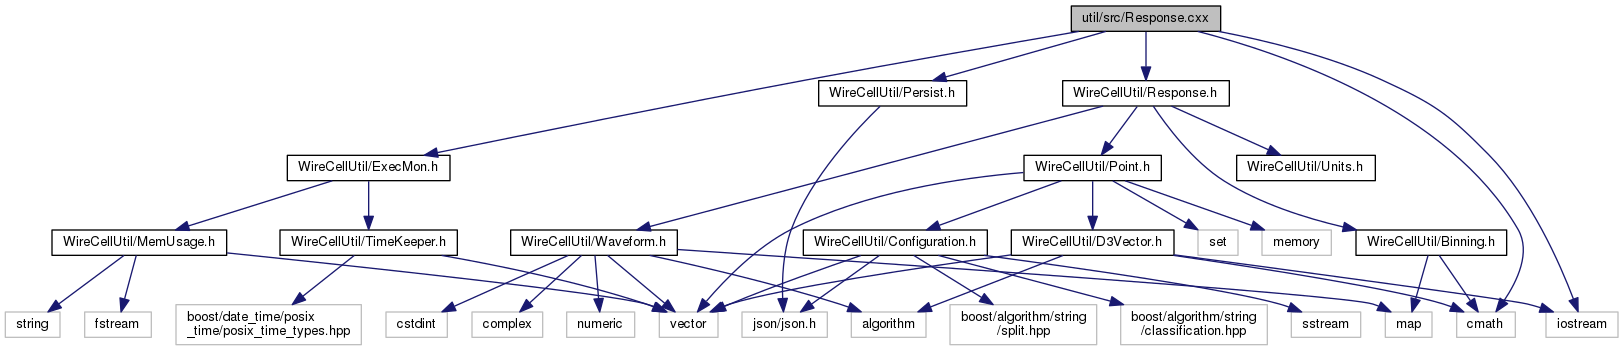 util/src/Response.cxx
WireCellUtil/Persist.h
WireCellUtil/Response.h
WireCellUtil/ExecMon.h
WireCellUtil/Point.h
WireCellUtil/Units.h
WireCellUtil/MemUsage.h
WireCellUtil/TimeKeeper.h
WireCellUtil/Waveform.h
WireCellUtil/Configuration.h
WireCellUtil/D3Vector.h
set
memory
WireCellUtil/Binning.h
string
fstream
boost/date_time/posix
_time/posix_time_types.hpp
cstdint
complex
numeric
vector
json/json.h
algorithm
boost/algorithm/string
/split.hpp
boost/algorithm/string
/classification.hpp
sstream
map
cmath
iostream